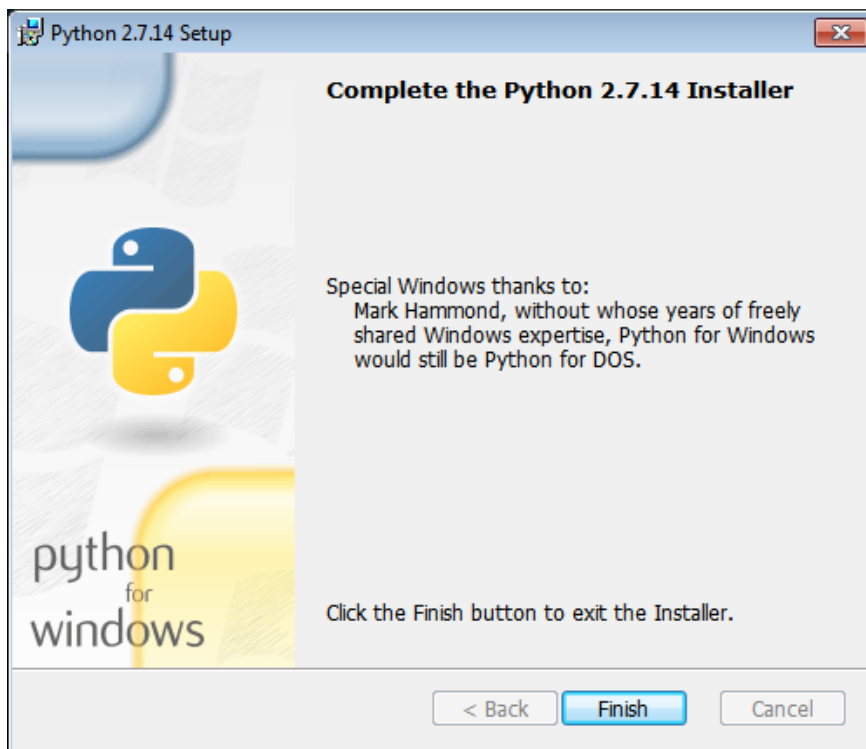 Python 2.7.14 Setup
Complete the Python 2.7.14 Installer
Special Windows thanks to:
Mark Hammond, without whose years of freely
shared Windows expertise, Python for Windows
would still be Python for DOS.
python
for
windows
Click the Finish button to exit the Installer.
< Back
Finish
Cancel